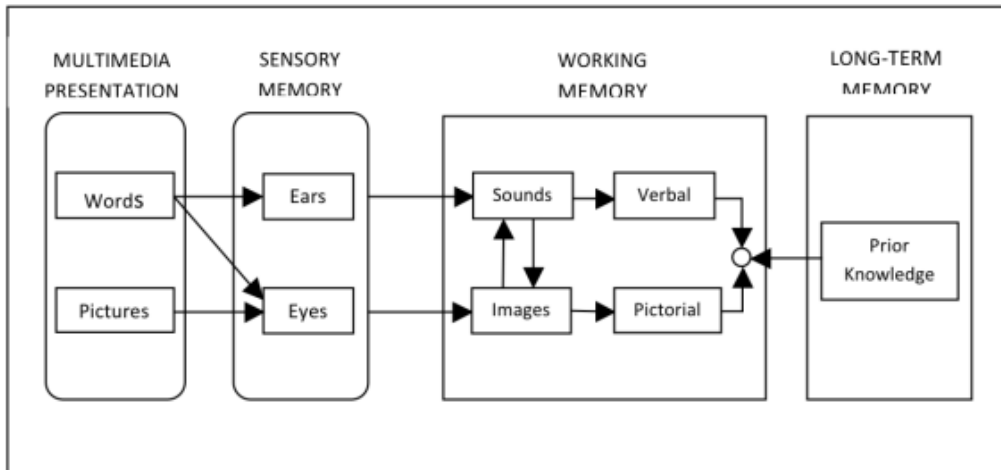 MULTIMEDIA
PRESENTATION
SENSORY
MEMORY
WORKING
MEMORY
LONG-TERM
MEMORY
Words
Ears
Sounds
Verbal
Prior
Knowledge
Pictures
Eyes
Images
Pictorial